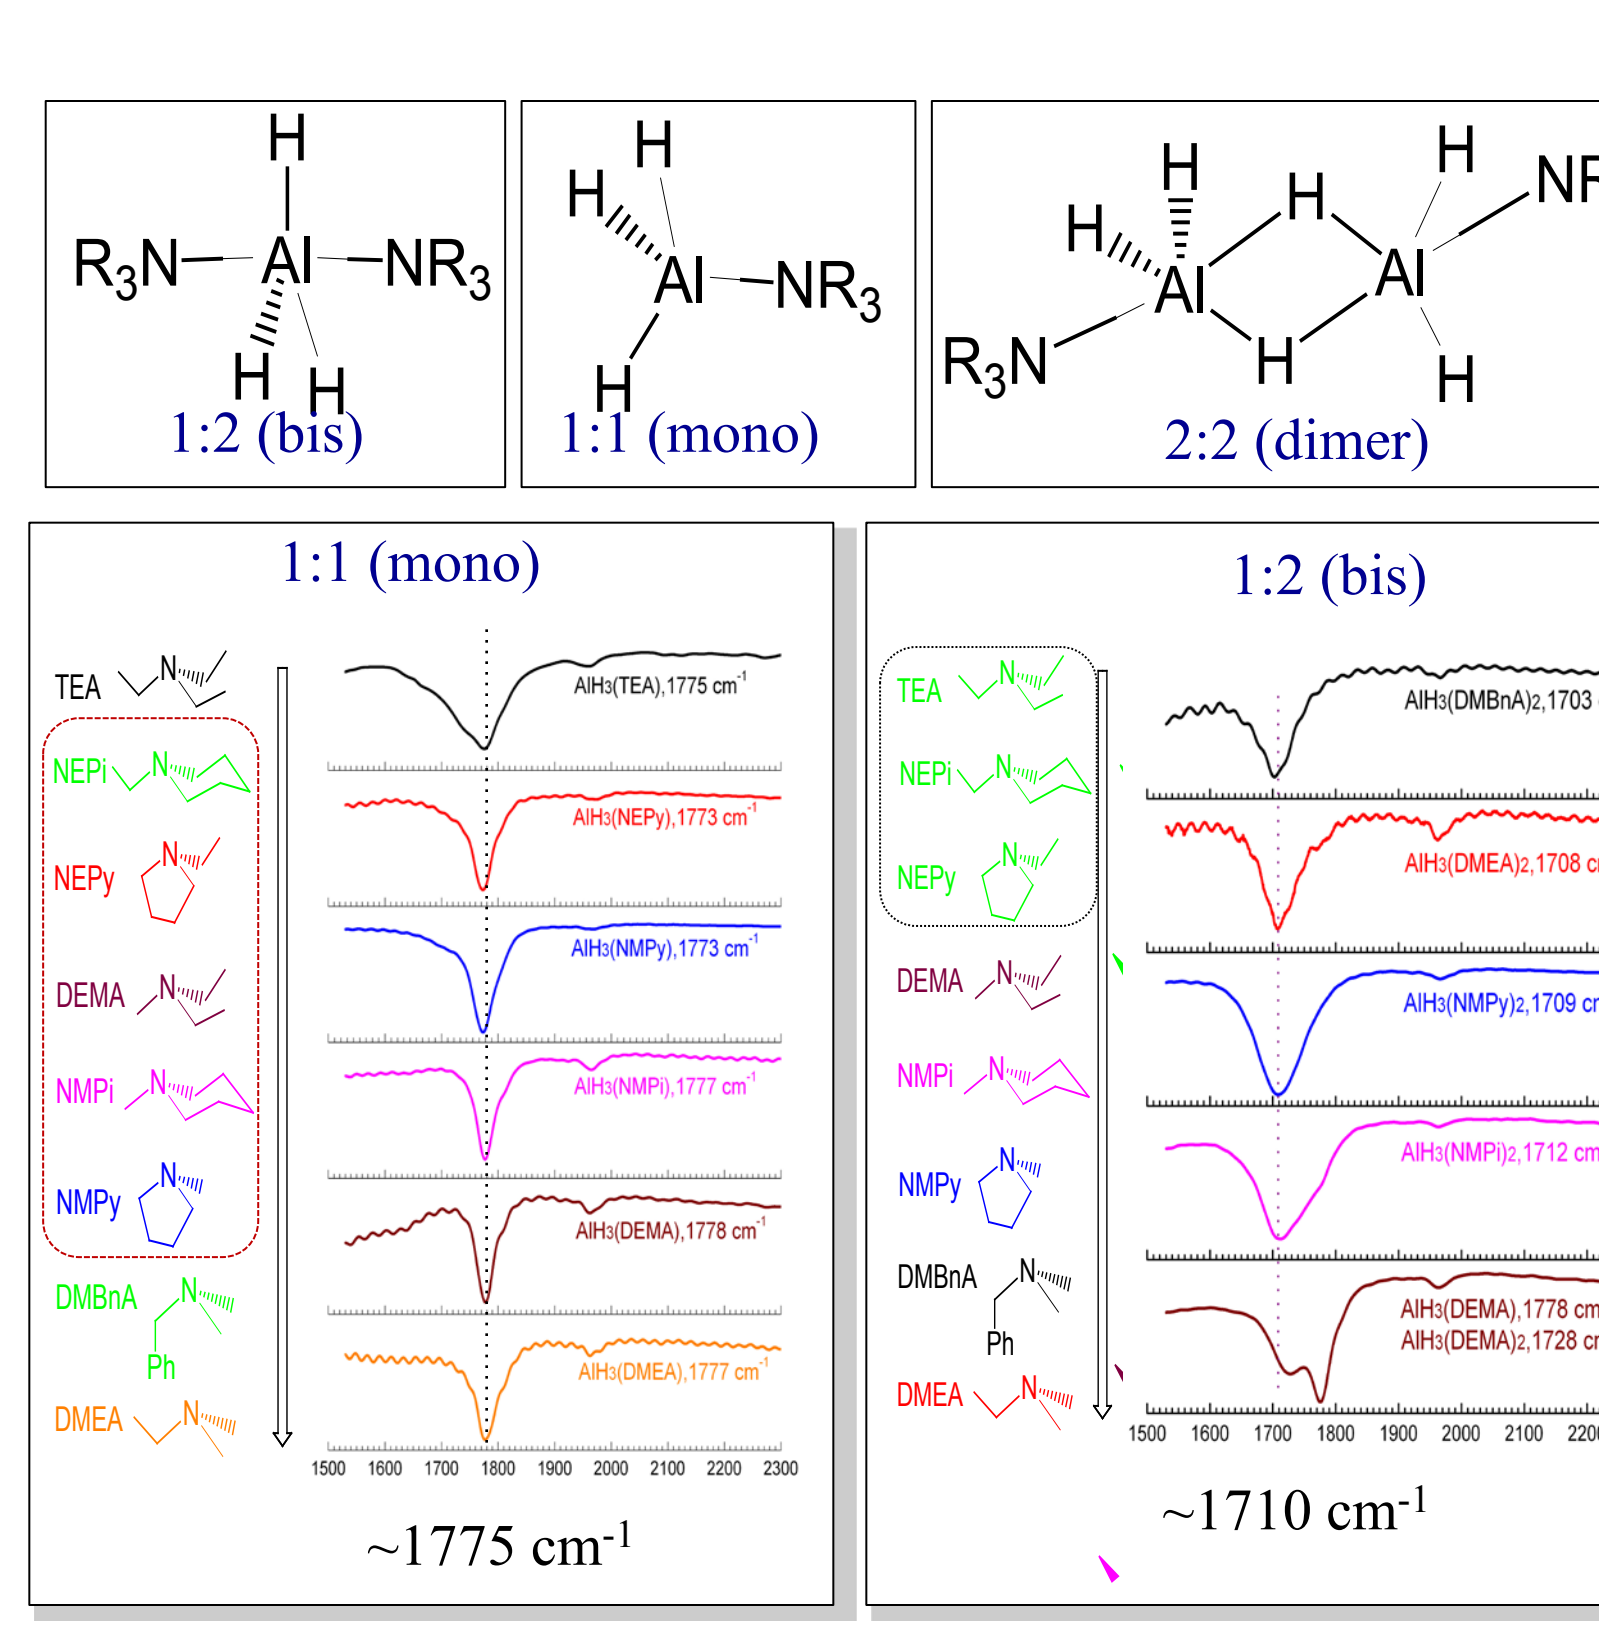 H
R3N Al NR3
H H
1:2 (bis)
H
H
Al NR3
H
1:1 (mono)
H H H NR
H Al Al
R3N H H
2:2 (dimer)
1:1 (mono)
TEA N
NEPi N
NEPy N
DEMA N
NMPi N
NMPy N
DMBnA N
Ph
DMEA N
AlH3(TEA),1775 cm-1
AlH3(NEPy),1773 cm-1
AlH3(NMPy),1773 cm-1
AlH3(NMPi),1777 cm-1
AlH3(DEMA),1778 cm-1
AlH3(DMEA),1777 cm-1
1500 1600 1700 1800 1900 2000 2100 2200 2300
~1775 cm-1
1:2 (bis)
TEA N
NEPi N
NEPy N
DEMA N
NMPi N
NMPy N
DMBnA N
Ph
DMEA N
AlH3(DMBnA)2,1703
AlH3(DMEA)2,1708 c
AlH3(NMPy)2,1709 c
AlH3(NMPi)2,1712 cm
AlH3(DEMA),1778 cm
AlH3(DEMA)2,1728 c
1500 1600 1700 1800 1900 2000 2100 220
~1710 cm-1